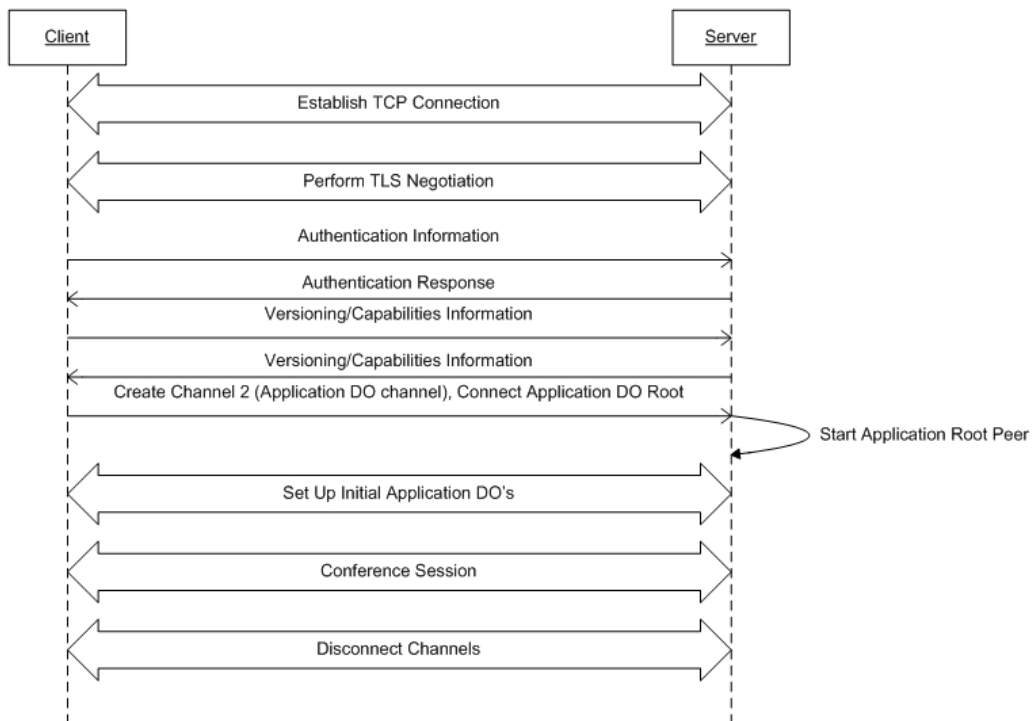 Client
Server
Establish TCP Connection
Perform TLS Negotiation
Authentication Information
Authentication Response
Versioning/Capabilities Information
Versioning/Capabilities Information
Create Channel 2 (Application DO channel), Connect Application DO Root
Start Application Root Peer
Set Up Initial Application DO's
Conference Session
Disconnect Channels